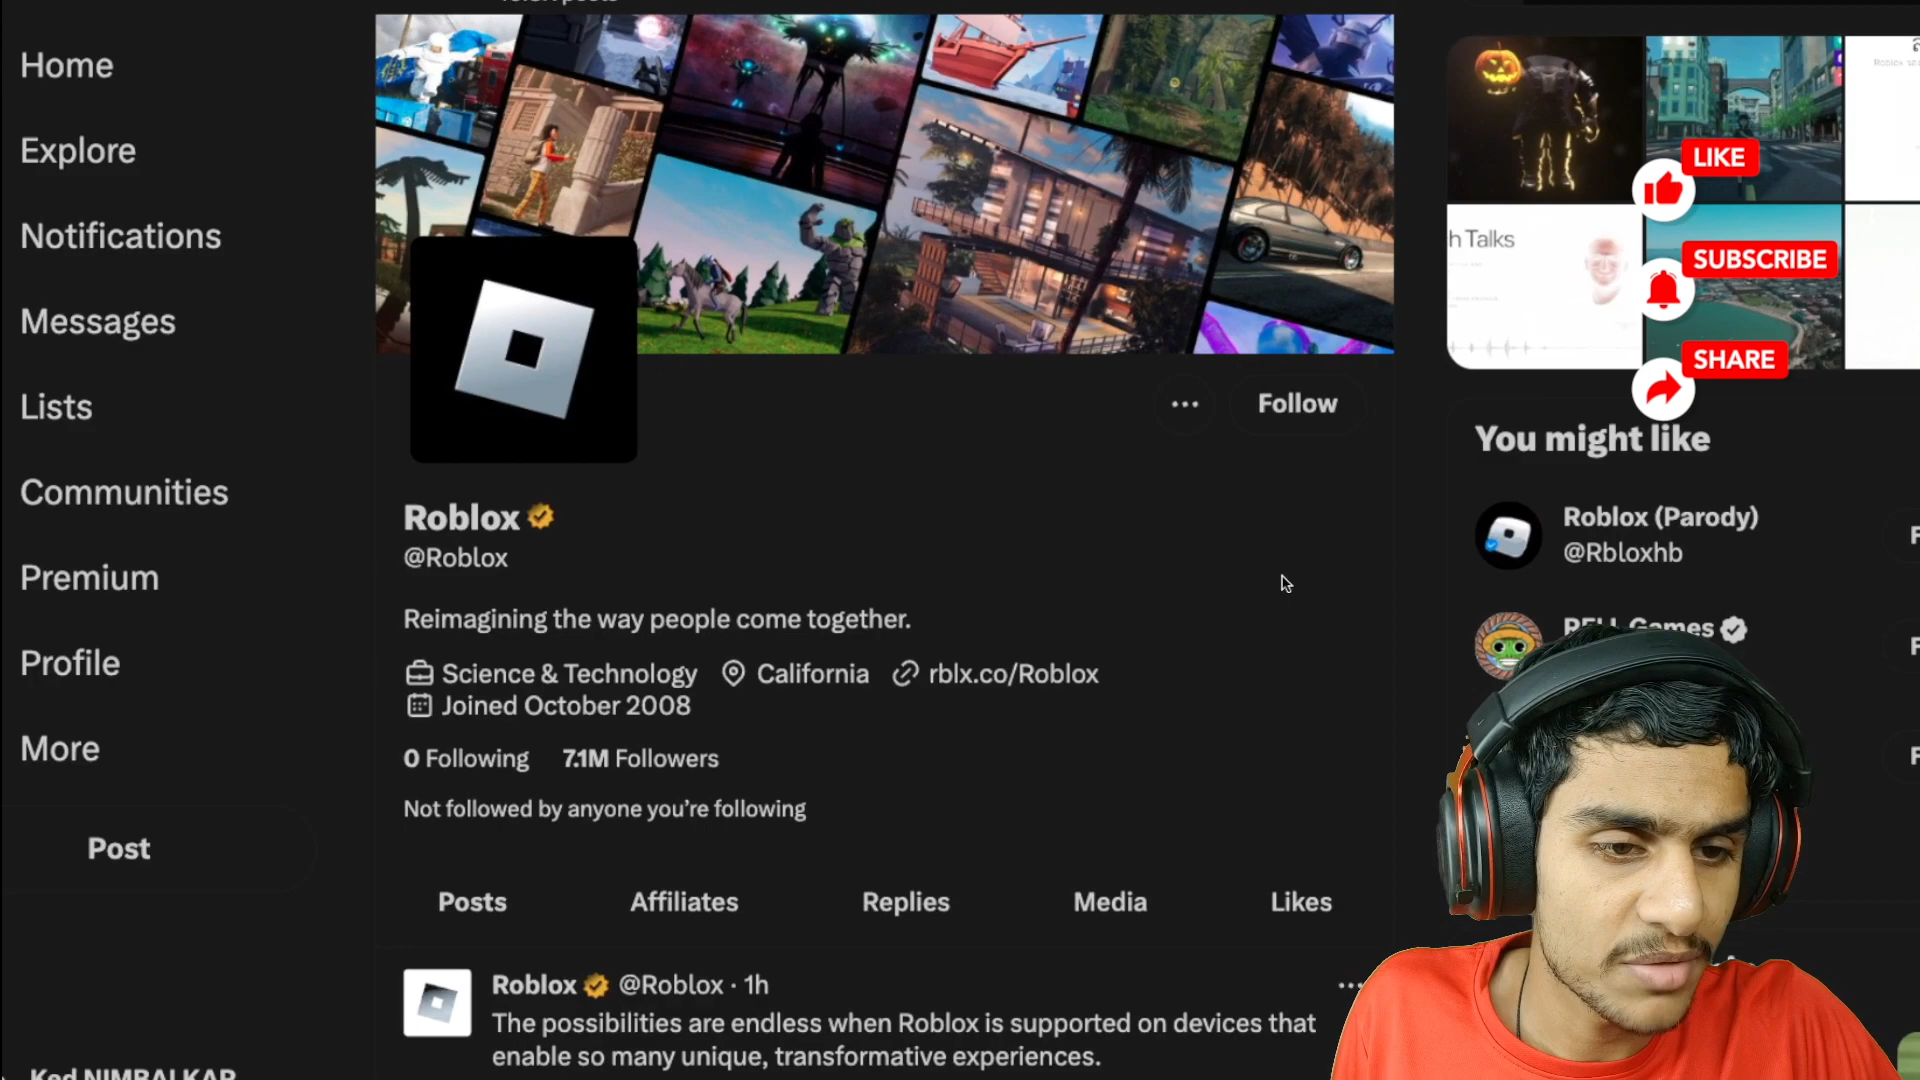 Home
Explore
Notifications
Messages
Lists
Communities
Premium
Profile
More
Post
Follow
Roblox
@Roblox
Reimagining the way people come together.
Science & Technology California rblx.co/Roblox
Joined October 2008
0 Following 7.1M Followers
Not followed by anyone you're following
Posts Affiliates Replies Media Likes
Roblox @Roblox · 1h
The possibilities are endless when Roblox is supported on devices that
enable so many unique, transformative experiences.
h Talks
LIKE
SUBSCRIBE
SHARE
You might like
Roblox (Parody)
@Rbloxhb
RELL Games
F
F
F